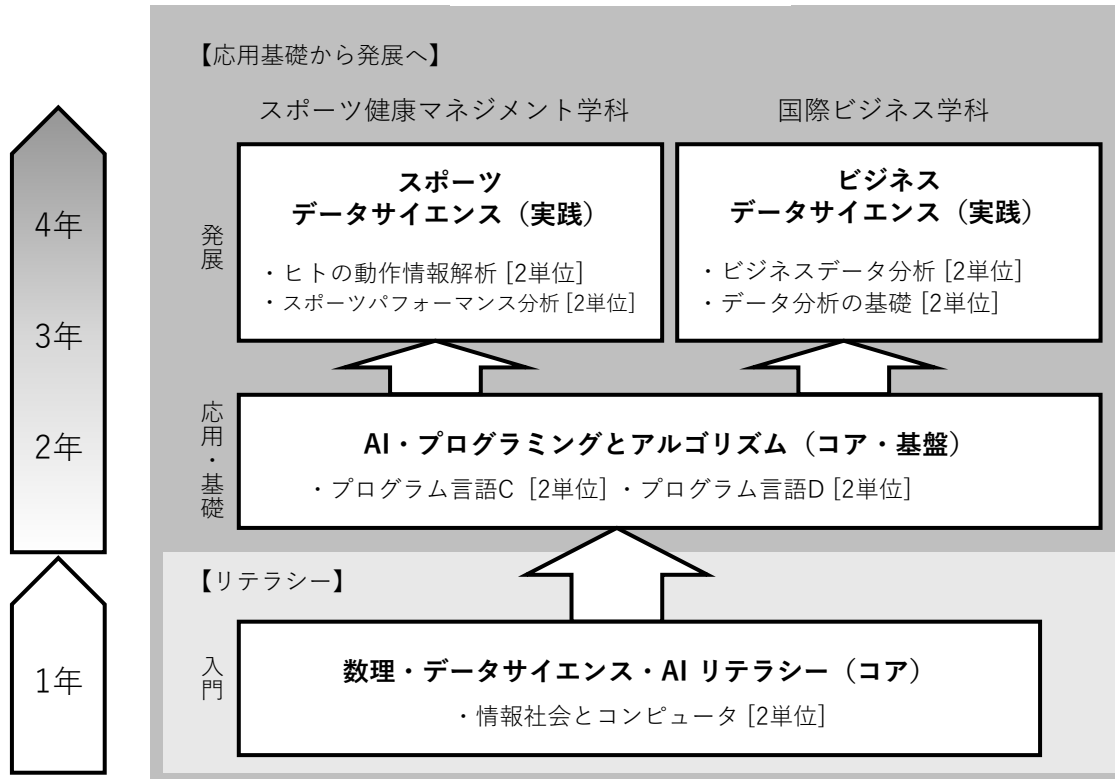 【応用基礎から発展へ】
スポーツ健康マネジメント学科
国際ビジネス学科
4年
3年
2年
1年
発展
スポーツ
データサイエンス（実践）
・ヒトの動作情報解析 [2単位]
・スポーツパフォーマンス分析 [2単位]
ビジネス
データサイエンス（実践）
・ビジネスデータ分析 [2単位]
・データ分析の基礎 [2単位]
応用・基礎
AI・プログラミングとアルゴリズム（コア・基盤）
・プログラム言語C [2単位] ・プログラム言語D [2単位]
【リテラシー】
入門
数理・データサイエンス・AI リテラシー（コア）
・情報社会とコンピュータ [2単位]